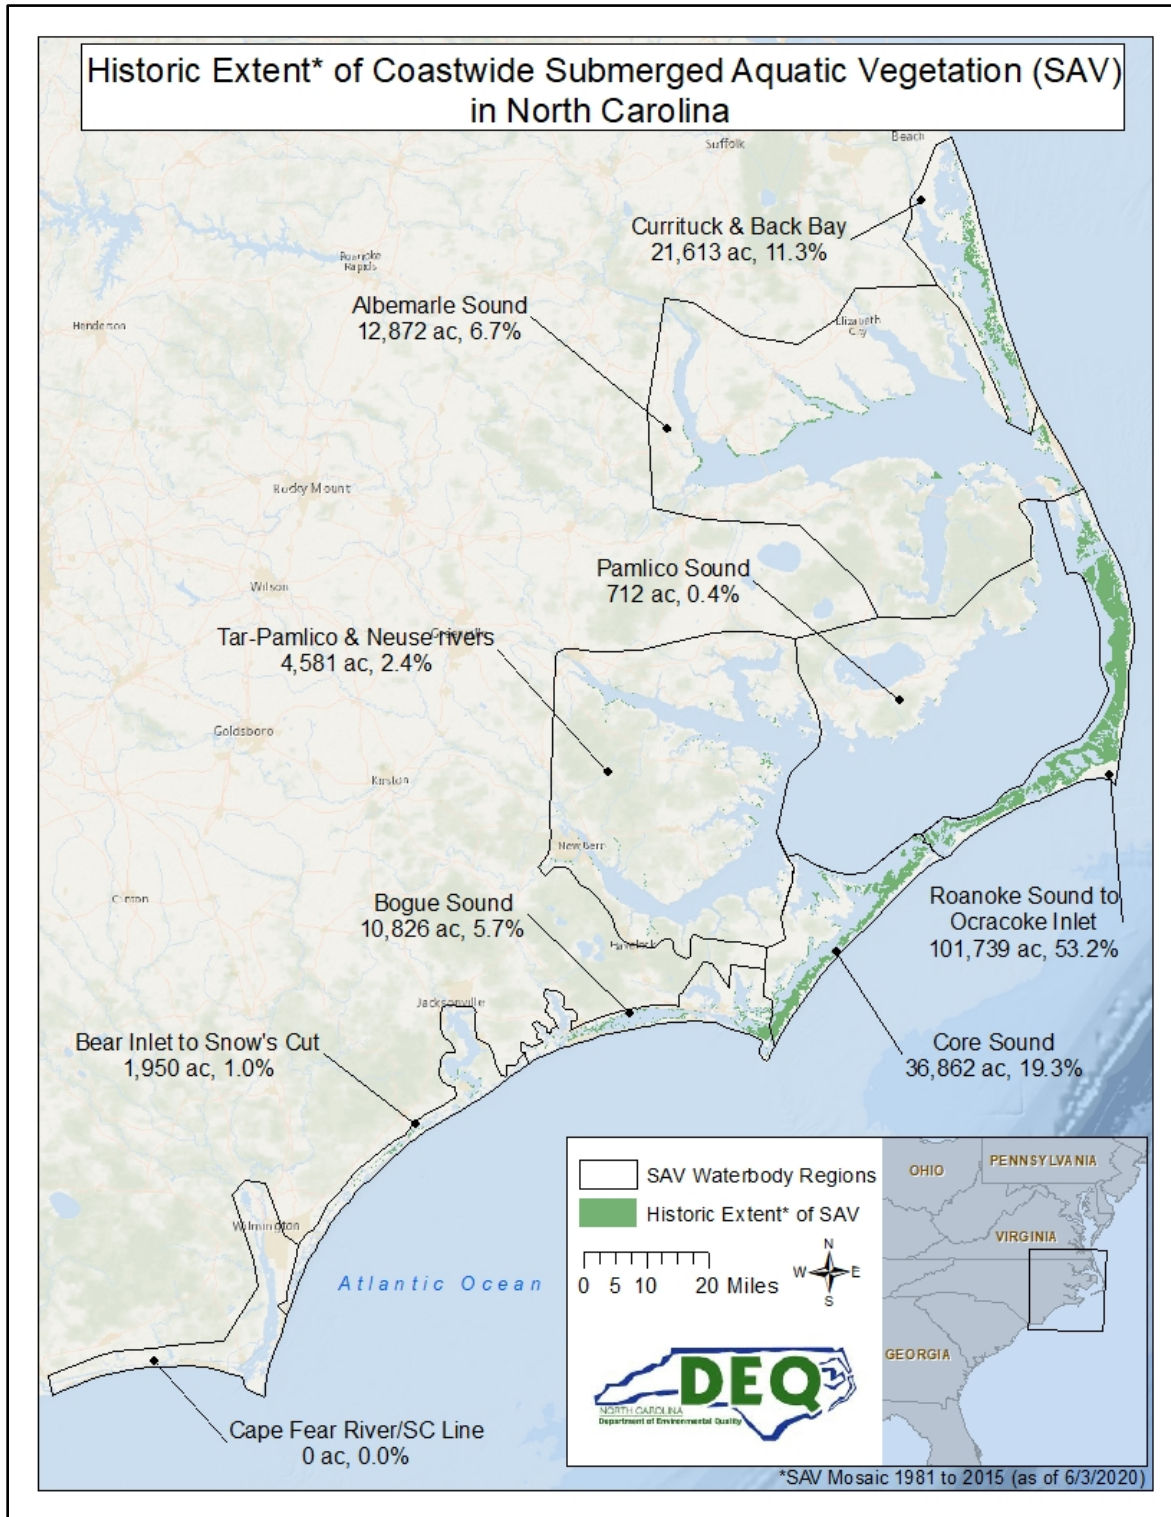 Historic Extent* of Coastwide Submerged Aquatic Vegetation (SAV)
in North Carolina
Suffolk
Beach
Currituck & Back Bay
21,613 ac, 11.3%
Roanoke
Rapids
Albemarle Sound
12,872 ac, 6.7%
Henderson
Elizabeth
City
Rocky Mount
Pamlico Sound
712 ac, 0.4%
Wilson
Tar-Pamlico & Neuse rivers
4,581 ac, 2.4%
Goldsboro
Kinston
New Bern
Clinton
Bogue Sound
10,826 ac, 5.7%
Roanoke Sound to
Ocracoke Inlet
101,739 ac, 53.2%
Havelock
Jacksonville
Bear Inlet to Snow's Cut
1,950 ac, 1.0%
Core Sound
36,862 ac, 19.3%
Wilmington
Atlantic Ocean
Cape Fear River/SC Line
0 ac, 0.0%
SAV Waterbody Regions
Historic Extent* of SAV
0 5 10 20 Miles
N
W E
S
DEQ
NORTH CAROLINA
Department of Environmental Quality
OHIO
PENNSYLVANIA
VIRGINIA
GEORGIA
*SAV Mosaic 1981 to 2015 (as of 6/3/2020)